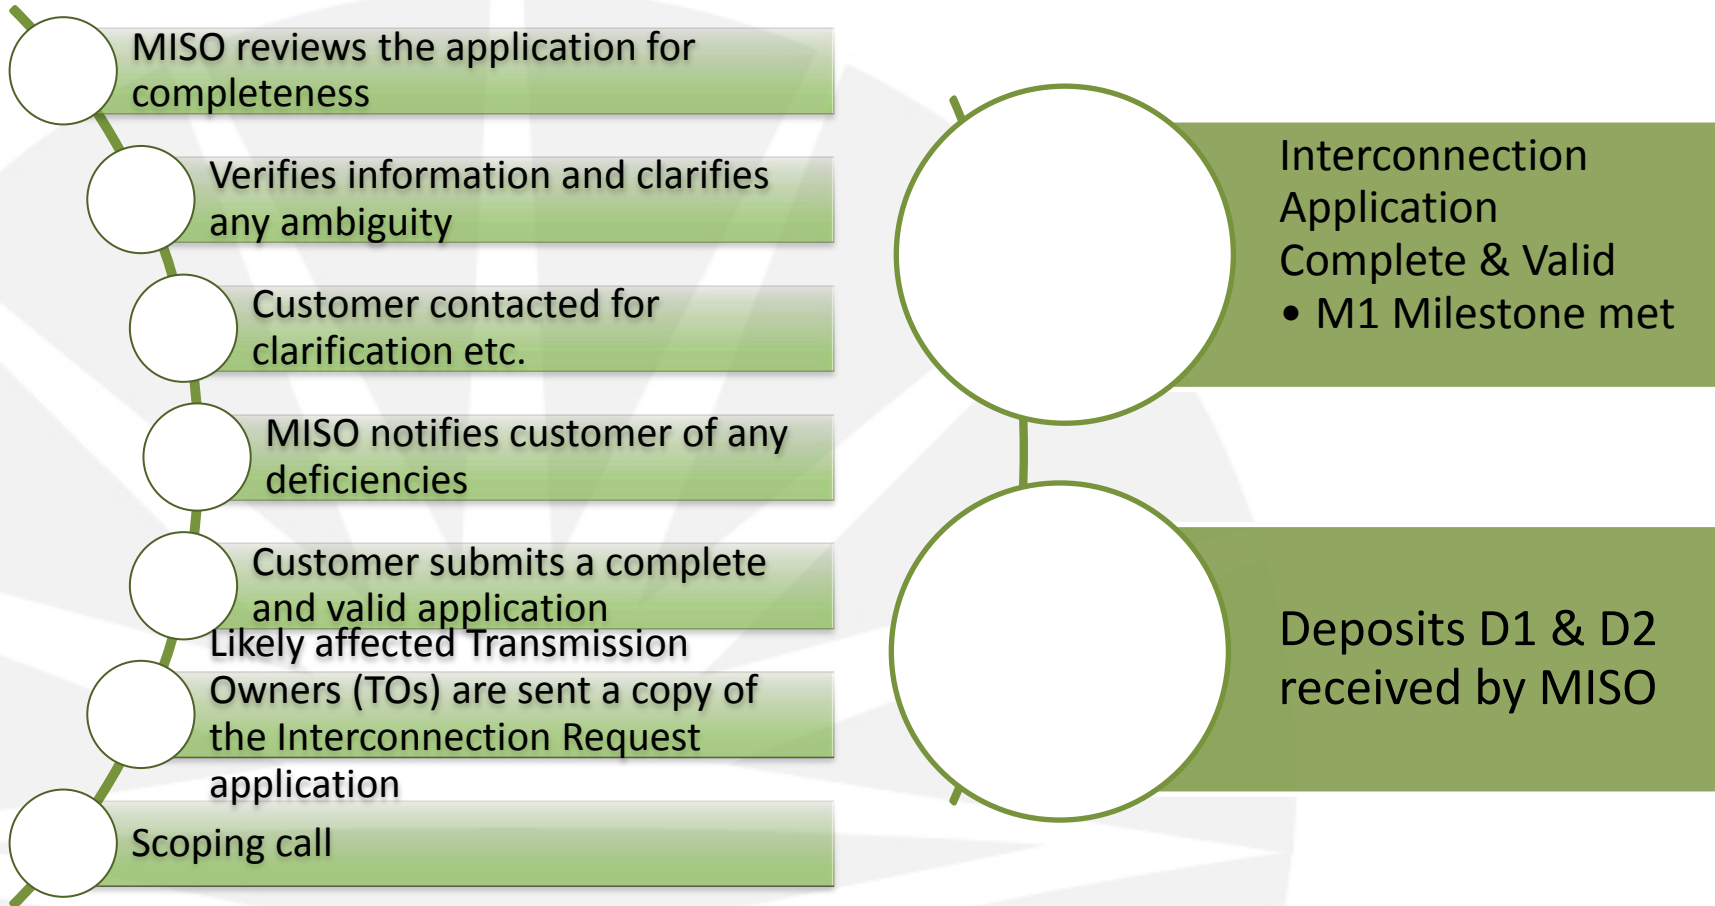 MISO reviews the application for
completeness
Verifies information and clarifies
any ambiguity
Customer contacted for
clarification etc.
MISO notifies customer of any
deficiencies
Customer submits a complete
and valid application
Likely affected Transmission
Owners (TOs) are sent a copy of
the Interconnection Request
application
Scoping call
Interconnection
Application
Complete & Valid
• M1 Milestone met
Deposits D1 & D2
received by MISO